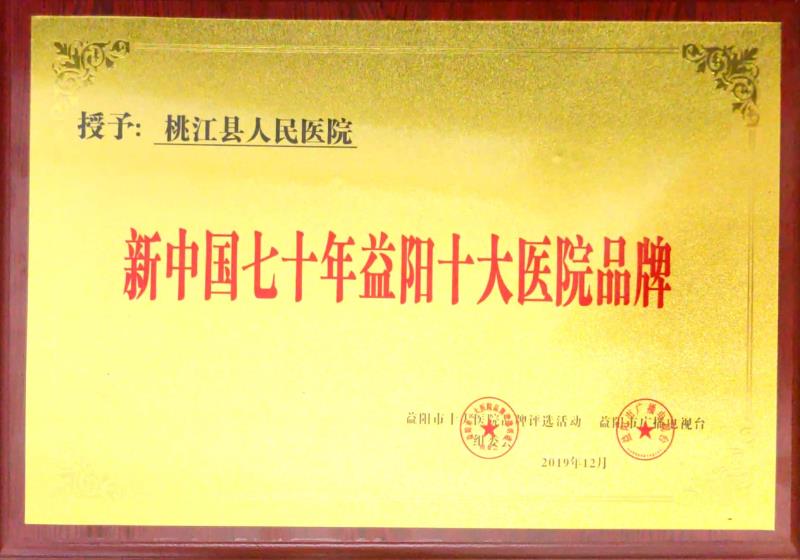 授予：桃江县人民医院
新中国七十年益阳十大医院品牌
益阳市十大医院品牌评选活动 益阳市广播电视台
组委会
2019年12月